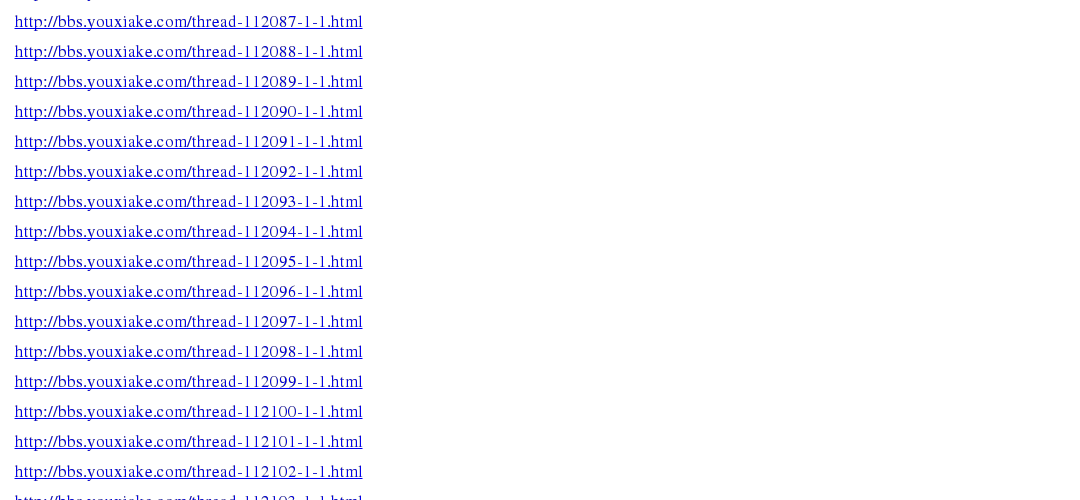 http://bbs.youxiake.com/thread-112087-1-1.html
http://bbs.youxiake.com/thread-112088-1-1.html
http://bbs.youxiake.com/thread-112089-1-1.html
http://bbs.youxiake.com/thread-112090-1-1.html
http://bbs.youxiake.com/thread-112091-1-1.html
http://bbs.youxiake.com/thread-112092-1-1.html
http://bbs.youxiake.com/thread-112093-1-1.html
http://bbs.youxiake.com/thread-112094-1-1.html
http://bbs.youxiake.com/thread-112095-1-1.html
http://bbs.youxiake.com/thread-112096-1-1.html
http://bbs.youxiake.com/thread-112097-1-1.html
http://bbs.youxiake.com/thread-112098-1-1.html
http://bbs.youxiake.com/thread-112099-1-1.html
http://bbs.youxiake.com/thread-112100-1-1.html
http://bbs.youxiake.com/thread-112101-1-1.html
http://bbs.youxiake.com/thread-112102-1-1.html